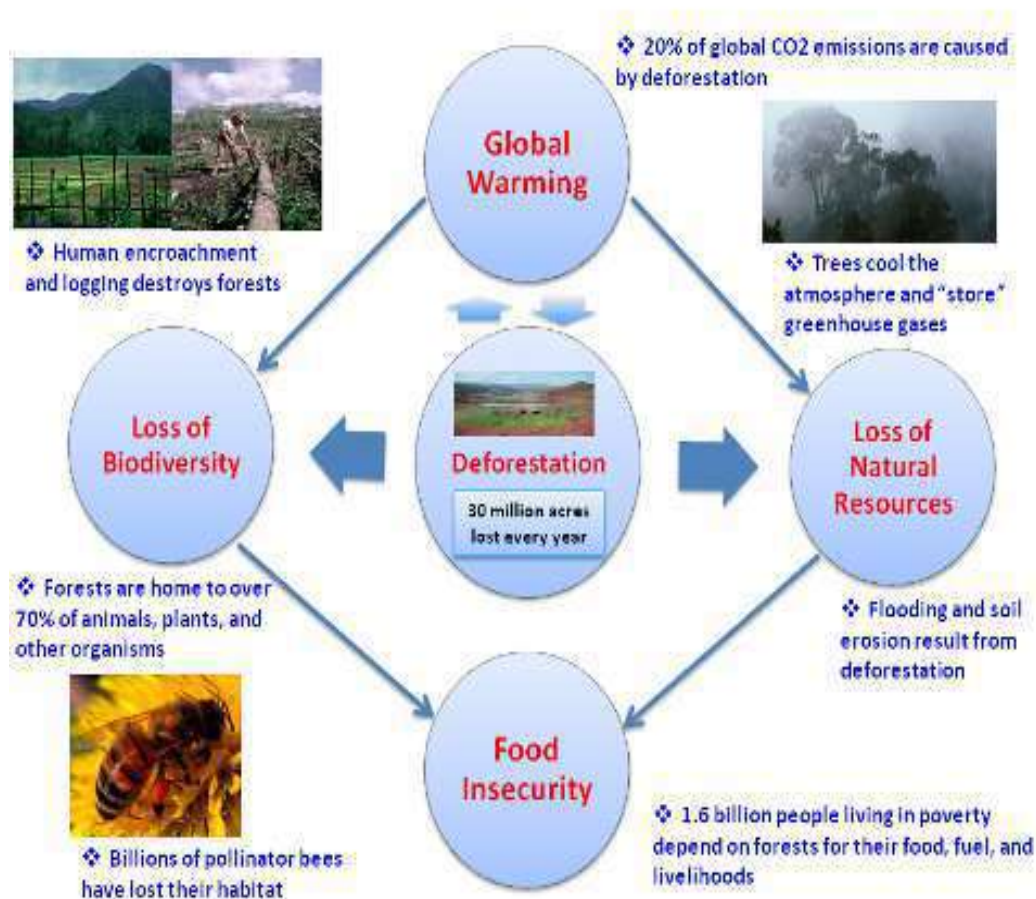 ❖ 20% of global CO2 emissions are caused
by deforestation
Global
Warming
❖ Human encroachment
and logging destroys forests
❖ Trees cool the
atmosphere and "store"
greenhouse gases
Loss of
Biodiversity
Deforestation
30 million acres
lost every year
Loss of
Natural
Resources
❖ Forests are home to over
70% of animals, plants, and
other organisms
❖ Flooding and soil
erosion result from
deforestation
Food
Insecurity
❖ Billions of pollinator bees
have lost their habitat
❖ 1.6 billion people living in poverty
depend on forests for their food, fuel, and
livelihoods